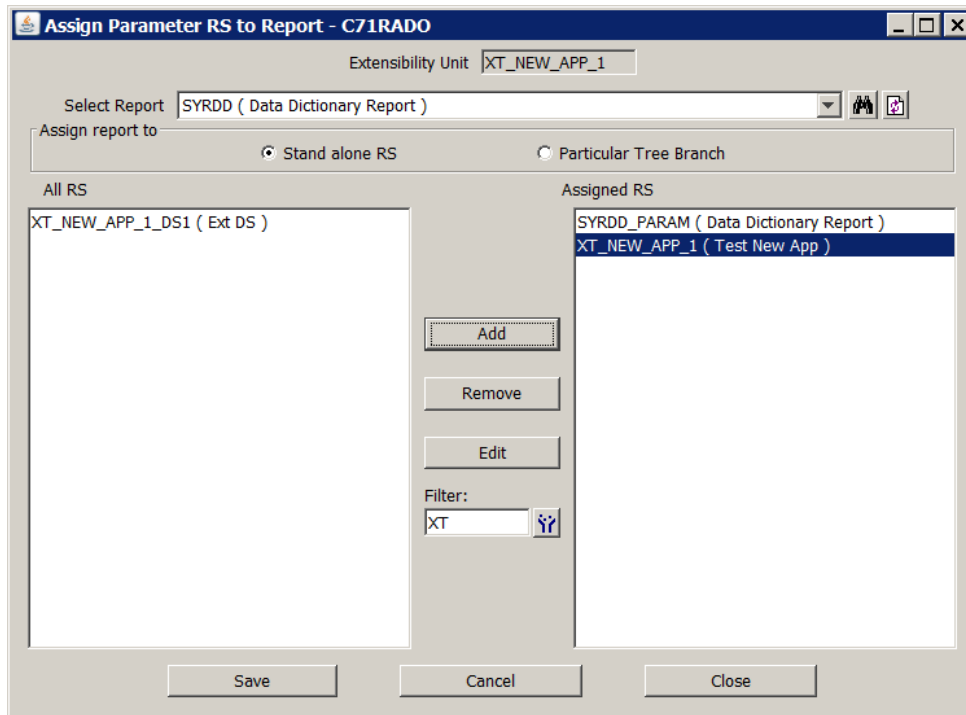 Assign Parameter RS to Report - C71RADO
Extensibility Unit XT_NEW_APP_1
Select Report SYRDD ( Data Dictionary Report )
Assign report to
Stand alone RS Particular Tree Branch
All RS Assigned RS
XT_NEW_APP_1_DS1 ( Ext DS ) SYRDD_PARAM ( Data Dictionary Report )
XT_NEW_APP_1 ( Test New App )
Add
Remove
Edit
Filter:
XT
Save Cancel Close